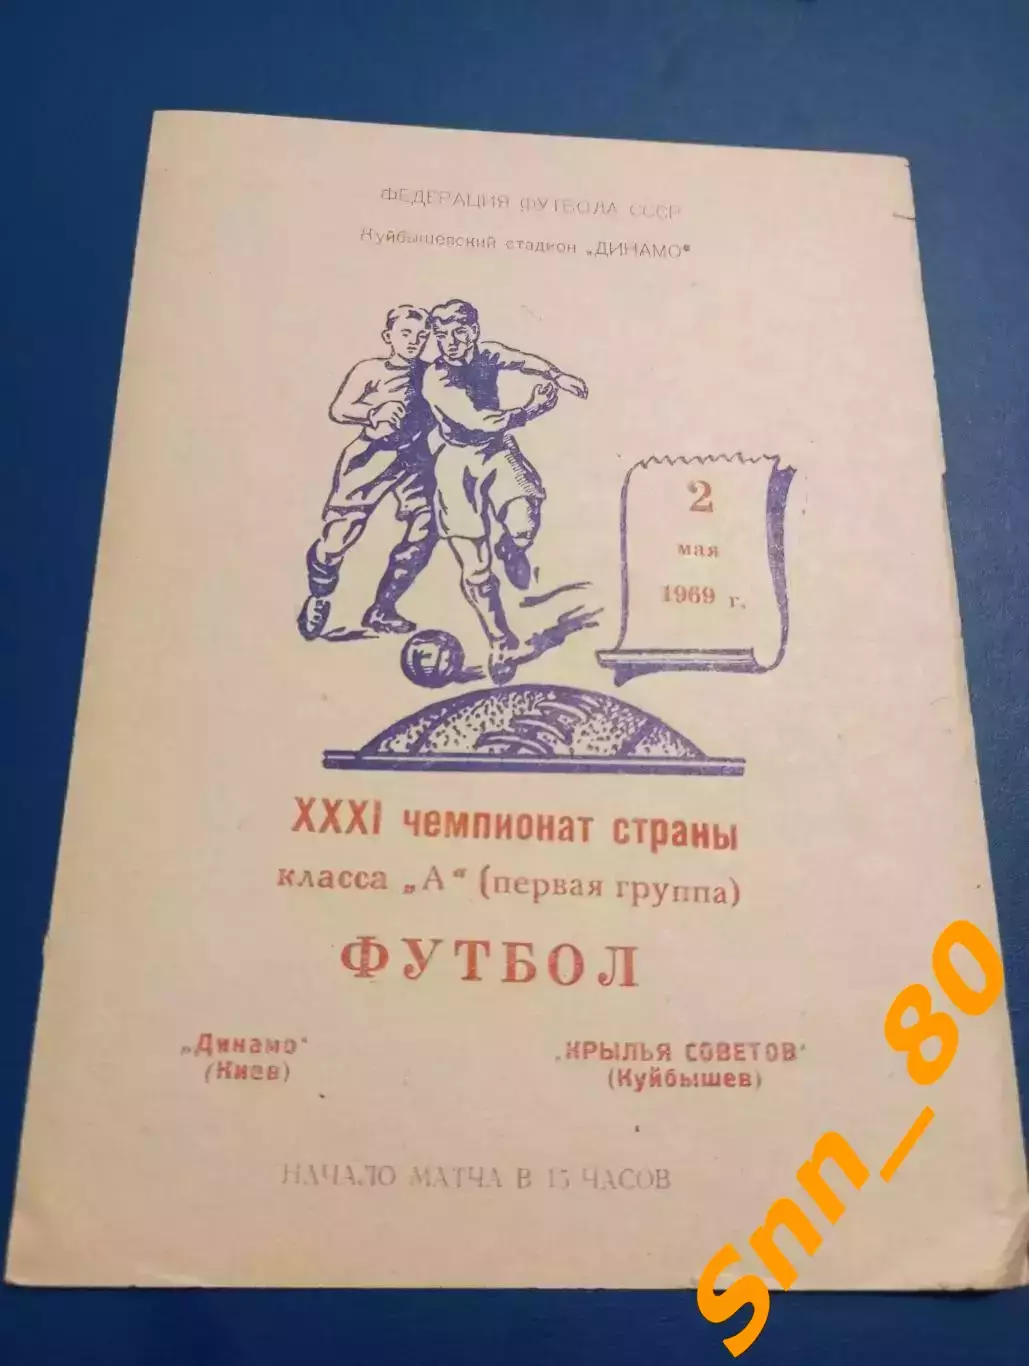 ФЕДЕРАЦИЯ ФУТБОЛА СССР
Куйбышевский стадион „ДИНАМО"
2
мая
1969 г.
XXXI чемпионат страны
класса „А" (первая группа)
ФУТБОЛ
„Динамо"
(Киев)
„КРЫЛЬЯ СОВЕТОВ"
(Куйбышев)
НАЧАЛО МАТЧА В 15 ЧАСОВ
Snn_80